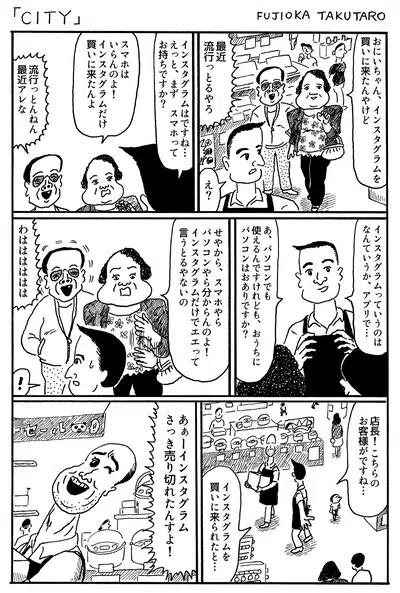 「CITY」
FUJIOKA TAKUTARO
おにいちゃん、インスタグラムを
買いに来たんやけど
最近
流行っとるやろ
え?
インスタグラムはですね…
えっと、まず スマホって
お持ちですか?
スマホは
いらんのよ!
インスタグラムだけ
買いに来たんよ
流行っとんねん
最近アレな
インスタグラムっていうのは
なんていうか、アプリで…
あ、パソコンでも
使えるんですけれども、おうちに
パソコンはおありですか?
せやから、スマホやら
パソコンやら分からんのよ!
インスタグラムだけでエエって
言うとるやないの
わはははははは
!
店長!こちらの
お客様がですね…
インスタグラムを
買いに来られたと…
セール
あぁーインスタグラム
さっき売り切れたんすよ!